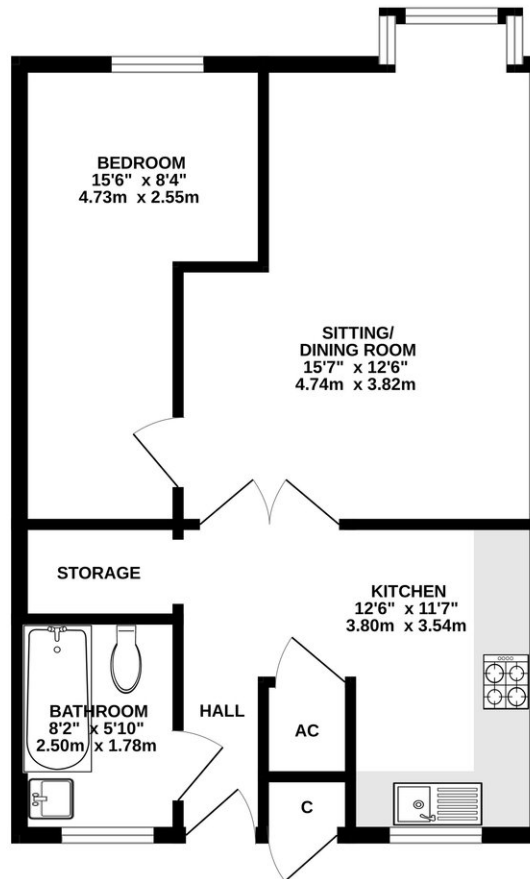 BEDROOM
15'6" x 8'4"
4.73m x 2.55m
SITTING/
DINING ROOM
15'7" x 12'6"
4.74m x 3.82m
STORAGE
KITCHEN
12'6" x 11'7"
3.80m x 3.54m
BATHROOM
8'2" x 5'10"
2.50m x 1.78m
HALL
AC
C